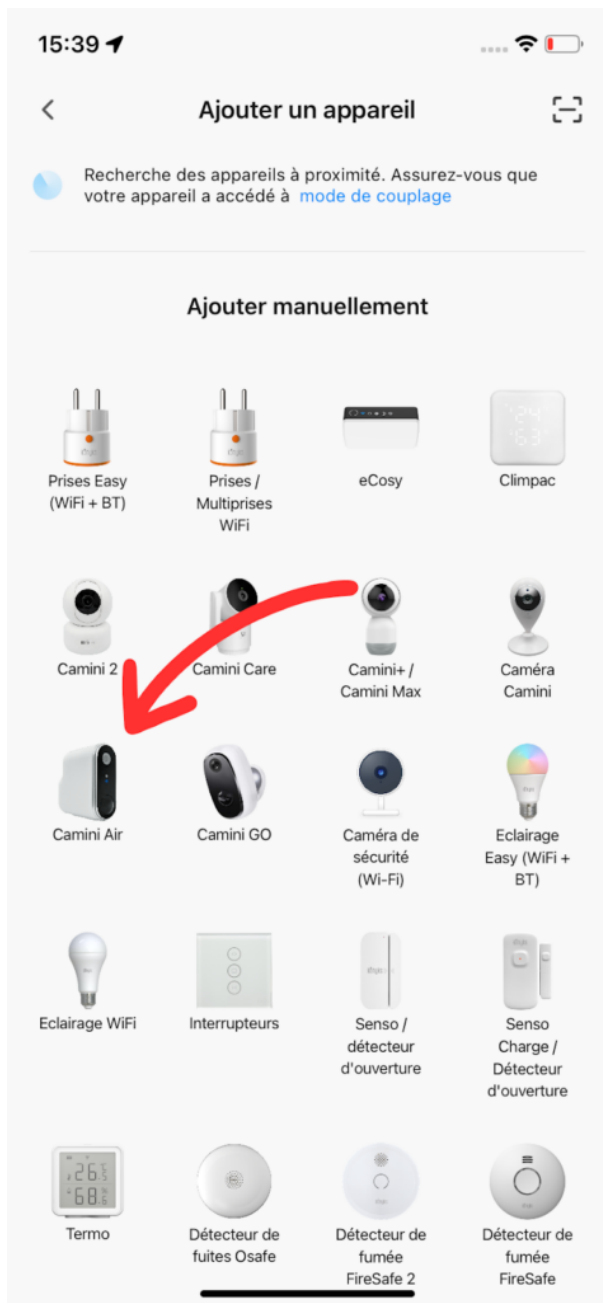 15:39
Ajouter un appareil
Recherche des appareils à proximité. Assurez-vous que
votre appareil a accédé à mode de couplage
Ajouter manuellement
Prises Easy
(WiFi + BT)
Prises /
Multiprises
WiFi
eCosy
Climpac
Camini 2
Camini Care
Camini+ /
Camini Max
Caméra
Camini
Camini Air
Camini GO
Caméra de
sécurité
(Wi-Fi)
Eclairage
Easy (WiFi +
BT)
Eclairage WiFi
Interrupteurs
Senso /
détecteur
d'ouverture
Senso
Charge /
Détecteur
d'ouverture
Termo
Détecteur de
fuites Osafe
Détecteur de
fumée
FireSafe 2
Détecteur de
fumée
FireSafe